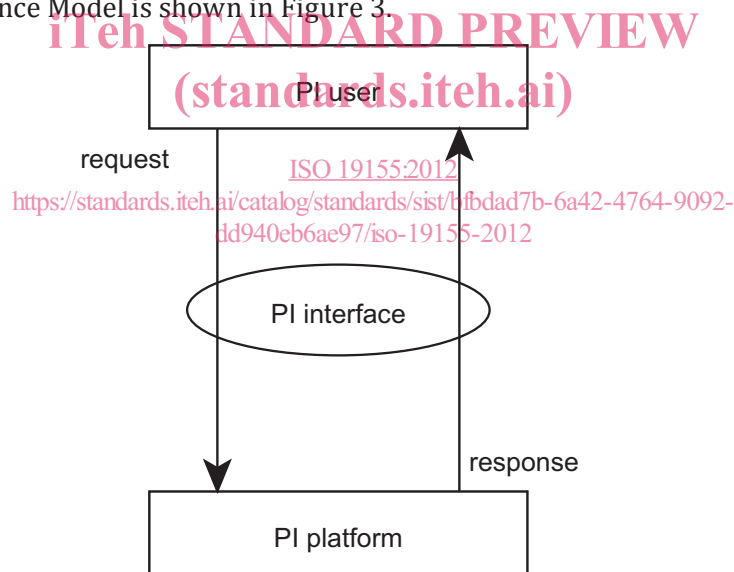 nce Model is shown in Figure 3.
iTeh STANDARD PREVIEW
(standards.iteh.ai)
PI user
request
ISO 19155:2012
https://standards.iteh.ai/catalog/standards/sist/bfbdad7b-6a42-4764-9092-
dd940eb6ae97/iso-19155-2012
PI interface
response
PI platform